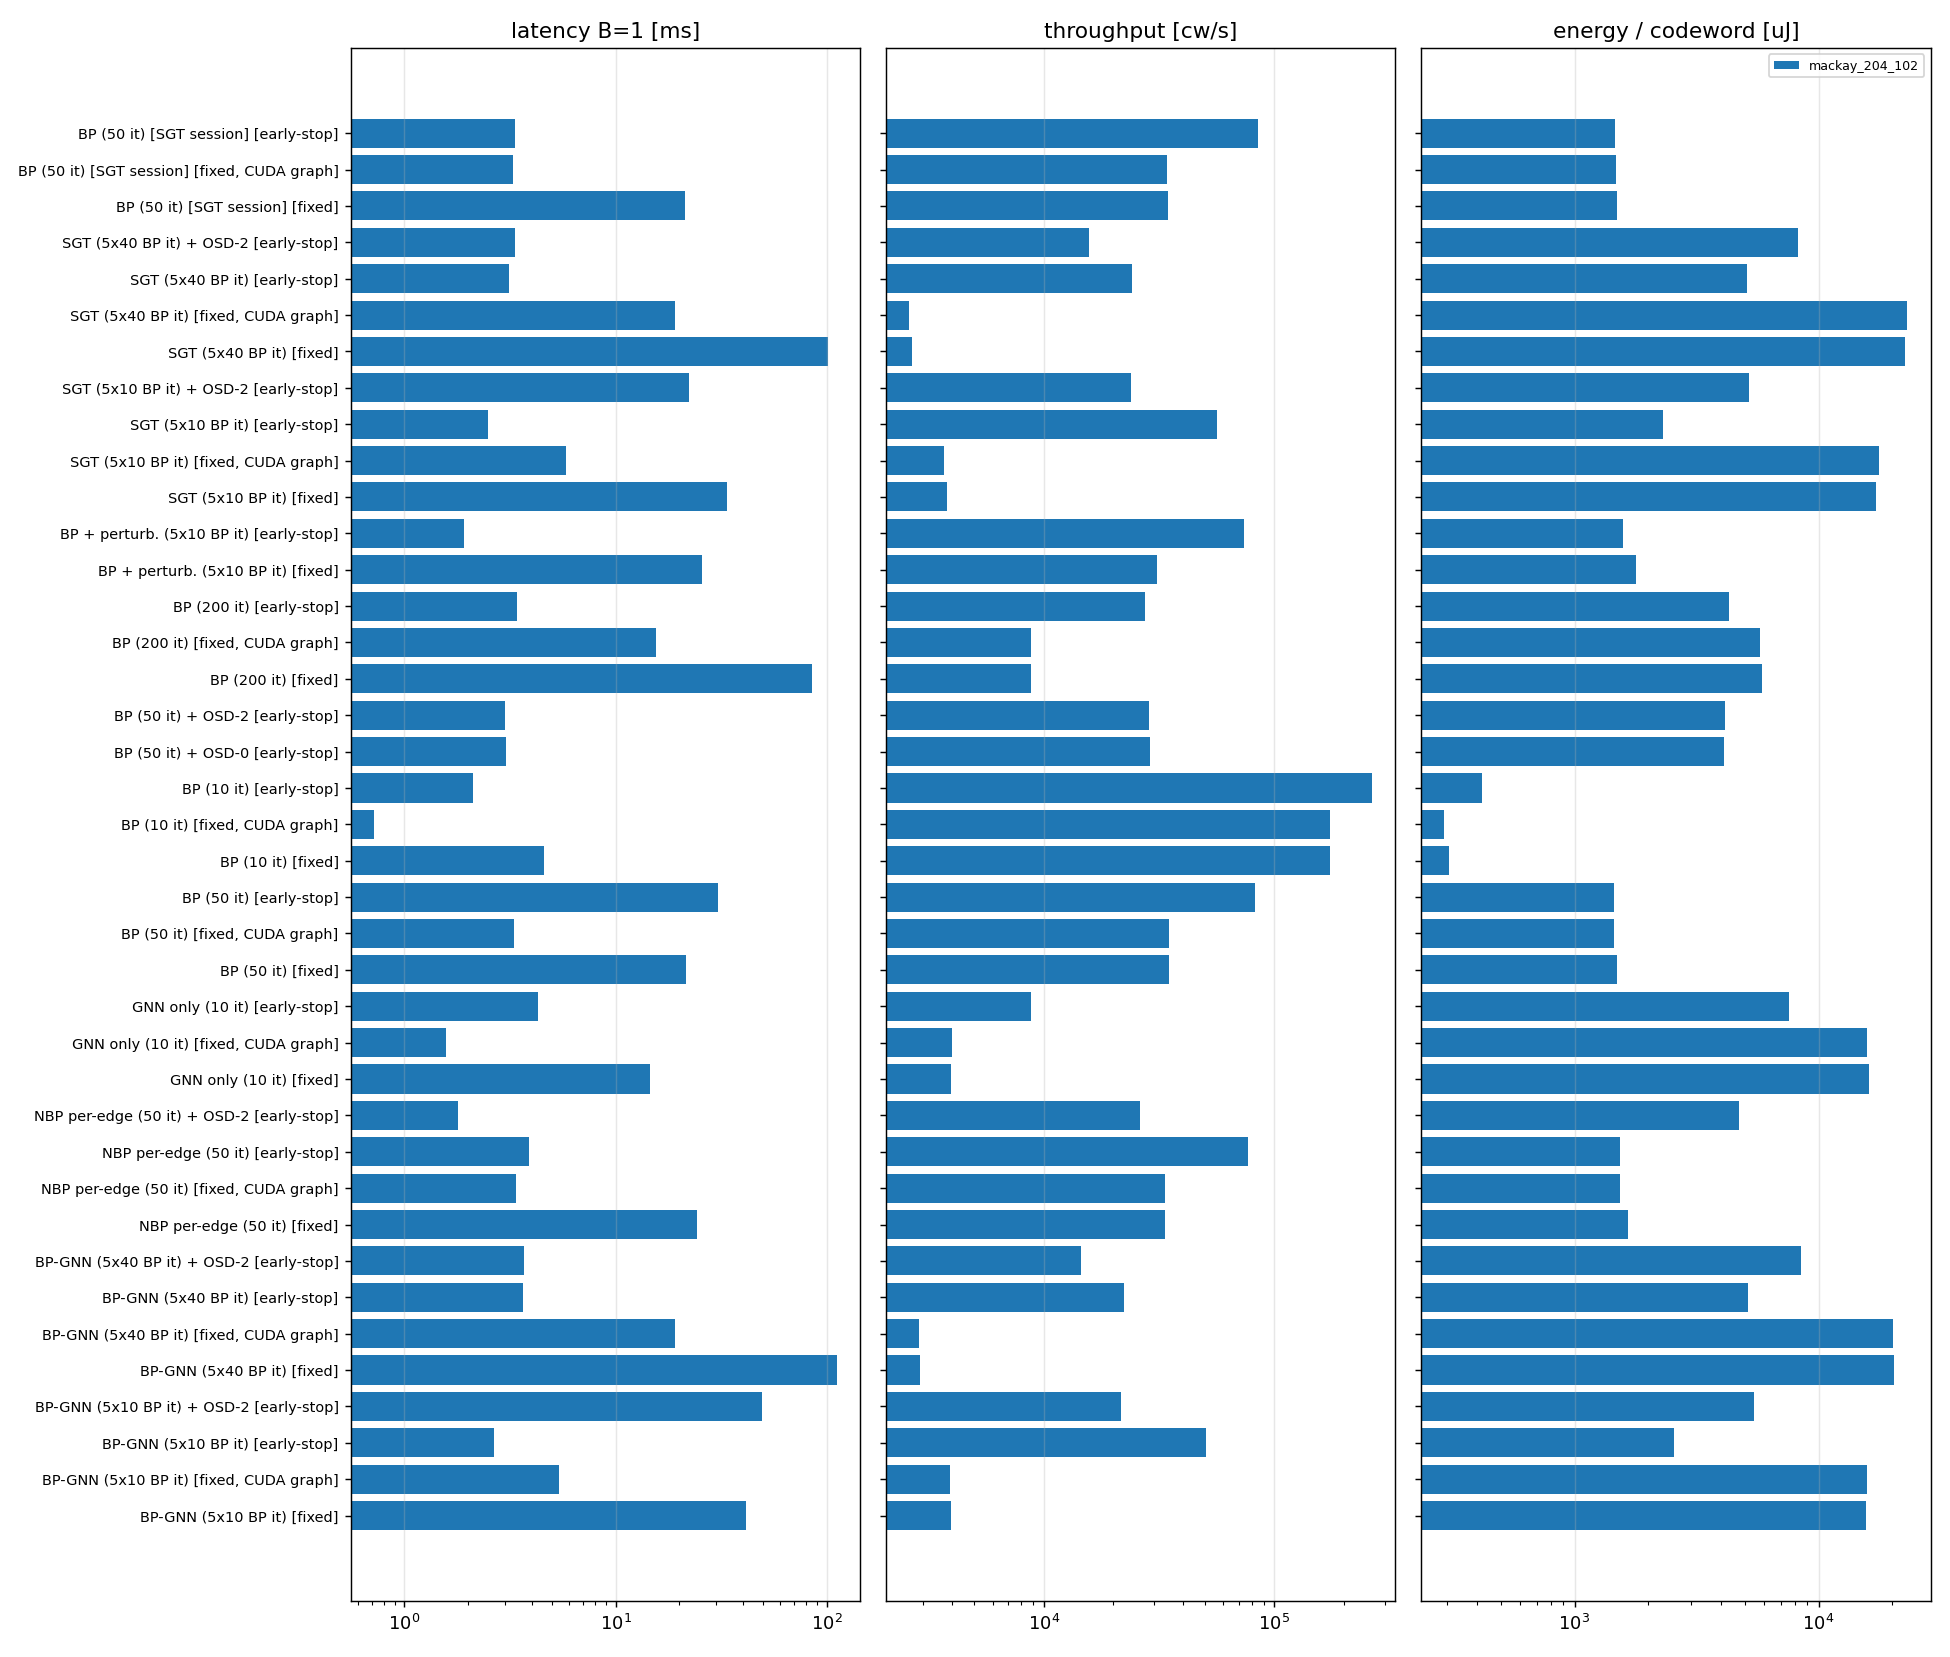 latency B=1 [ms]
throughput [cw/s]
energy / codeword [uJ]
mackay_204_102
BP (50 it) [SGT session] [early-stop]
BP (50 it) [SGT session] [fixed, CUDA graph]
BP (50 it) [SGT session] [fixed]
SGT (5x40 BP it) + OSD-2 [early-stop]
SGT (5x40 BP it) [early-stop]
SGT (5x40 BP it) [fixed, CUDA graph]
SGT (5x40 BP it) [fixed]
SGT (5x10 BP it) + OSD-2 [early-stop]
SGT (5x10 BP it) [early-stop]
SGT (5x10 BP it) [fixed, CUDA graph]
SGT (5x10 BP it) [fixed]
BP + perturb. (5x10 BP it) [early-stop]
BP + perturb. (5x10 BP it) [fixed]
BP (200 it) [early-stop]
BP (200 it) [fixed, CUDA graph]
BP (200 it) [fixed]
BP (50 it) + OSD-2 [early-stop]
BP (50 it) + OSD-0 [early-stop]
BP (10 it) [early-stop]
BP (10 it) [fixed, CUDA graph]
BP (10 it) [fixed]
BP (50 it) [early-stop]
BP (50 it) [fixed, CUDA graph]
BP (50 it) [fixed]
GNN only (10 it) [early-stop]
GNN only (10 it) [fixed, CUDA graph]
GNN only (10 it) [fixed]
NBP per-edge (50 it) + OSD-2 [early-stop]
NBP per-edge (50 it) [early-stop]
NBP per-edge (50 it) [fixed, CUDA graph]
NBP per-edge (50 it) [fixed]
BP-GNN (5x40 BP it) + OSD-2 [early-stop]
BP-GNN (5x40 BP it) [early-stop]
BP-GNN (5x40 BP it) [fixed, CUDA graph]
BP-GNN (5x40 BP it) [fixed]
BP-GNN (5x10 BP it) + OSD-2 [early-stop]
BP-GNN (5x10 BP it) [early-stop]
BP-GNN (5x10 BP it) [fixed, CUDA graph]
BP-GNN (5x10 BP it) [fixed]
10⁰ 10¹ 10²
10⁴ 10⁵
10³ 10⁴